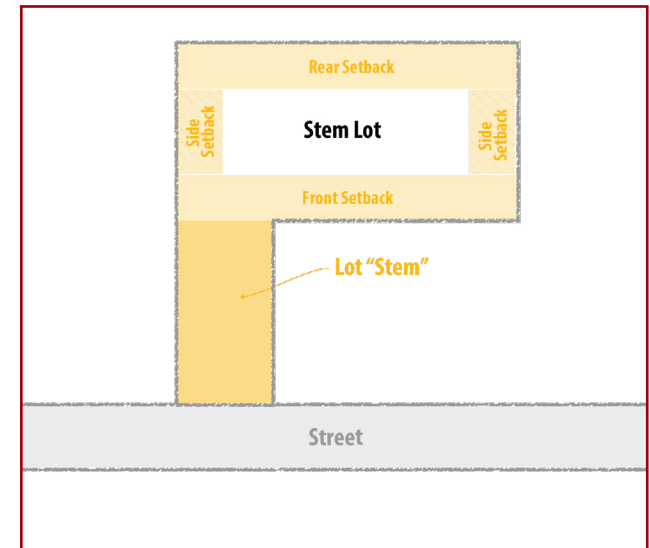 Rear Setback
Side
Setback
Stem Lot
Side
Setback
Front Setback
Lot “Stem”
Street